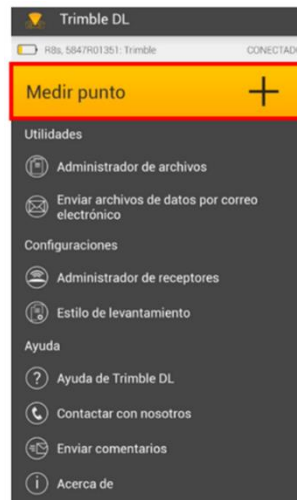 Trimble DL
R8s, 5847R01351: Trimble CONECTADO
Medir punto
Utilidades
Administrador de archivos
Enviar archivos de datos por correo
electrónico
Configuraciones
Administrador de receptores
Estilo de levantamiento
Ayuda
Ayuda de Trimble DL
Contactar con nosotros
Enviar comentarios
Acerca de